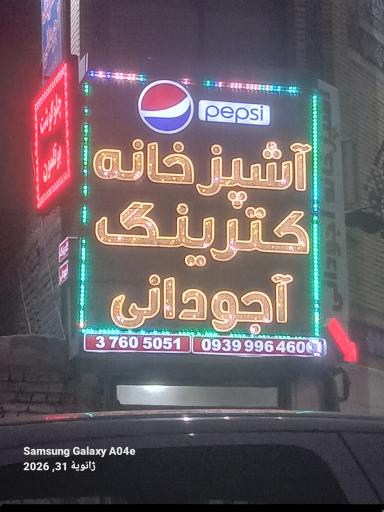 pepsi
آشپزخانه
کترینگ
آجودانی
3 760 5051
0939 996 460
Samsung Galaxy A04e
ژانویهٔ 31, 2026